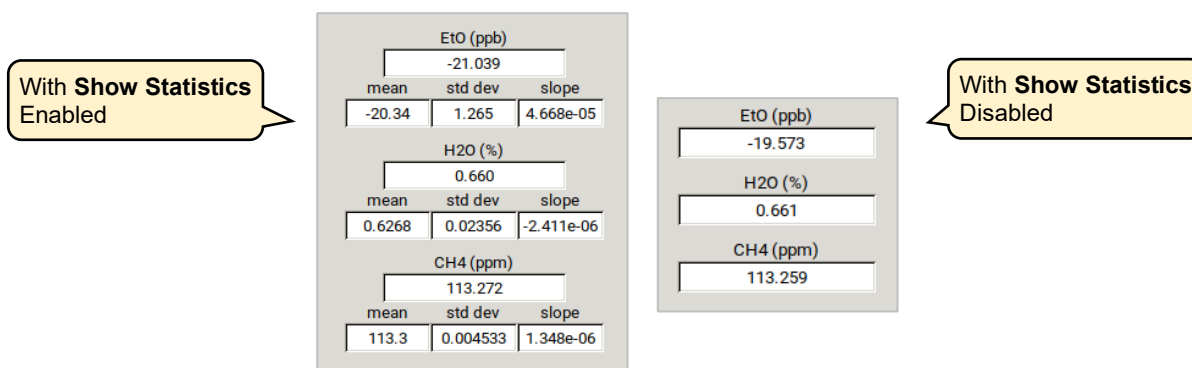 With Show Statistics
Enabled
EtO (ppb)
-21.039
mean std dev slope
-20.34 1.265 4.668e-05
H2O (%)
0.660
mean std dev slope
0.6268 0.02356 -2.411e-06
CH4 (ppm)
113.272
mean std dev slope
113.3 0.004533 1.348e-06
EtO (ppb)
-19.573
H2O (%)
0.661
CH4 (ppm)
113.259
With Show Statistics
Disabled